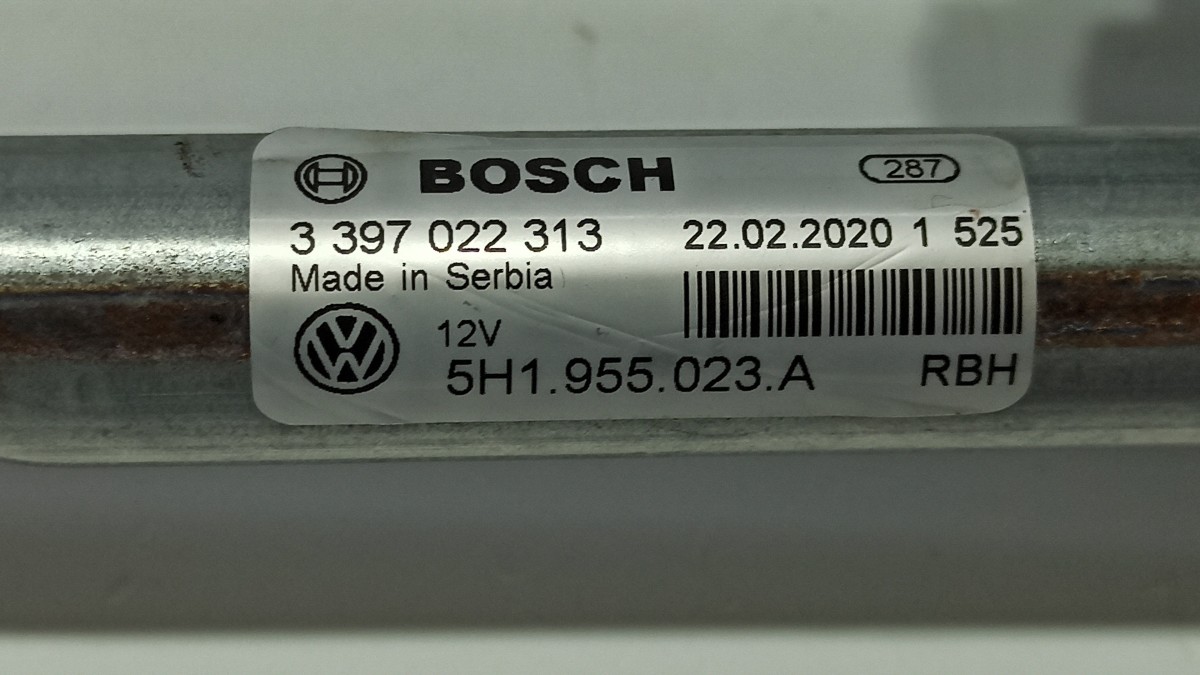 BOSCH 287
3 397 022 313 22.02.2020 1 525
Made in Serbia
12V
5H1.955.023.A RBH